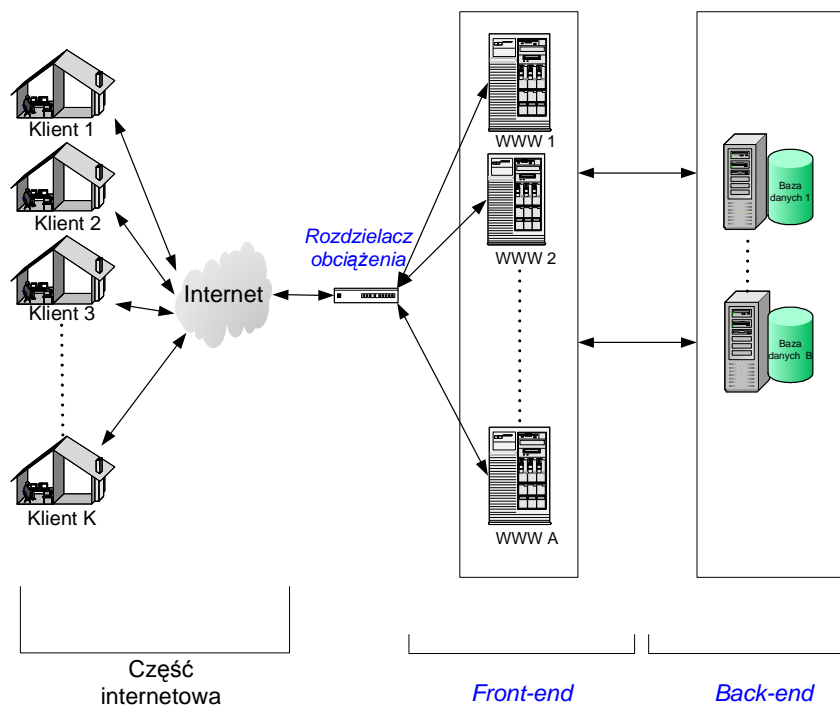 Klient 1
Klient 2
Klient 3
Klient K
Internet
Rozdzielacz
obciążenia
WWW 1
WWW 2
WWW A
Baza
danych 1
Baza
danych B
Część
internetowa
Front-end
Back-end